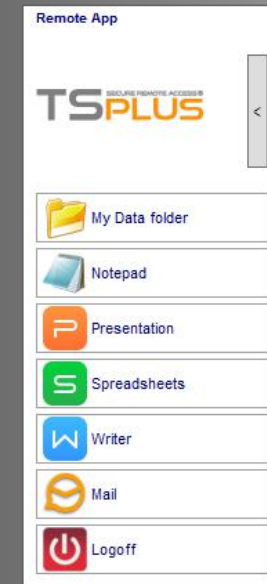 Remote App
SECURE REMOTE ACCESS
TSPLUS
<
My Data folder
Notepad
Presentation
Spreadsheets
Writer
Mail
Logoff